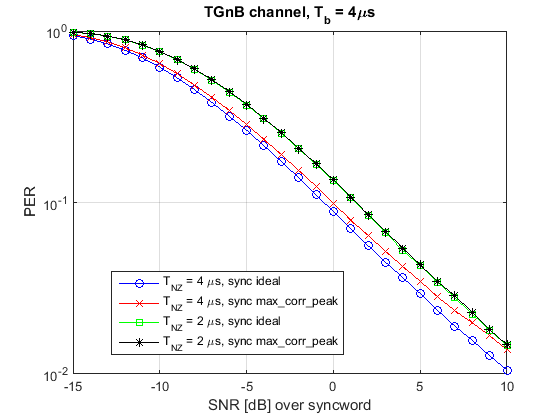 TGnB channel, T_b = 4μs
10^0
10^-1
10^-2
PER
T_NZ = 4 μs, sync ideal
T_NZ = 4 μs, sync max_corr_peak
T_NZ = 2 μs, sync ideal
T_NZ = 2 μs, sync max_corr_peak
-15 -10 -5 0 5 10
SNR [dB] over syncword